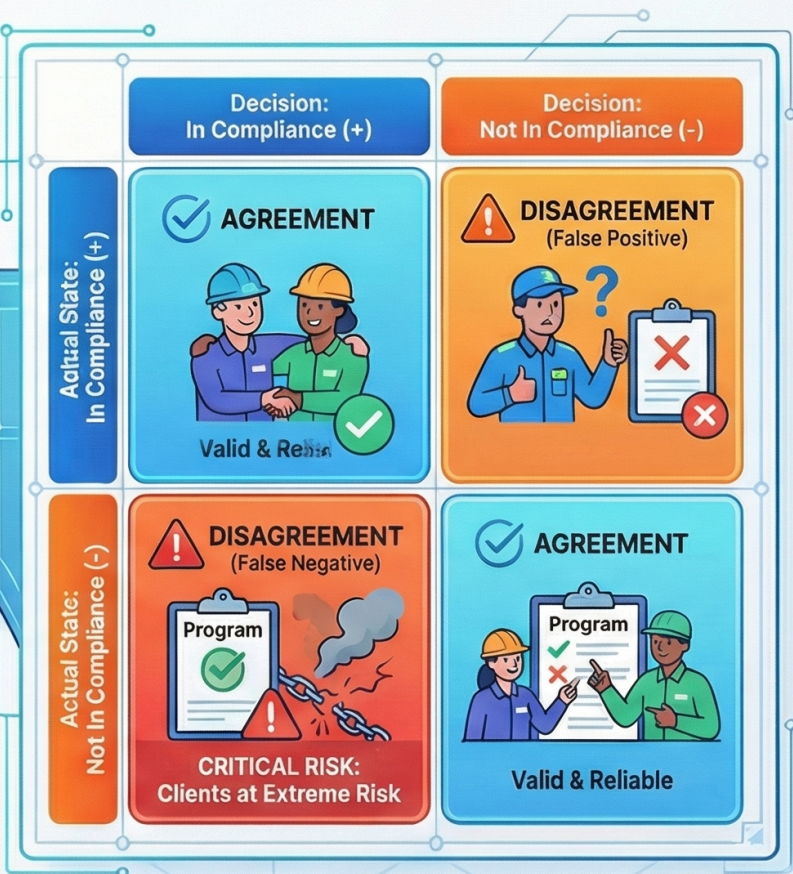 Decision:
In Compliance (+)
Decision:
Not In Compliance (-)
State:
In Compliance (+)
AGREEMENT
Valid &
DISAGREEMENT
(False Positive)
?
Actual State:
Not In Compliance (-)
DISAGREEMENT
(False Negative)
Program
CRITICAL RISK:
Clients at Extreme Risk
AGREEMENT
Program
Valid & Reliable